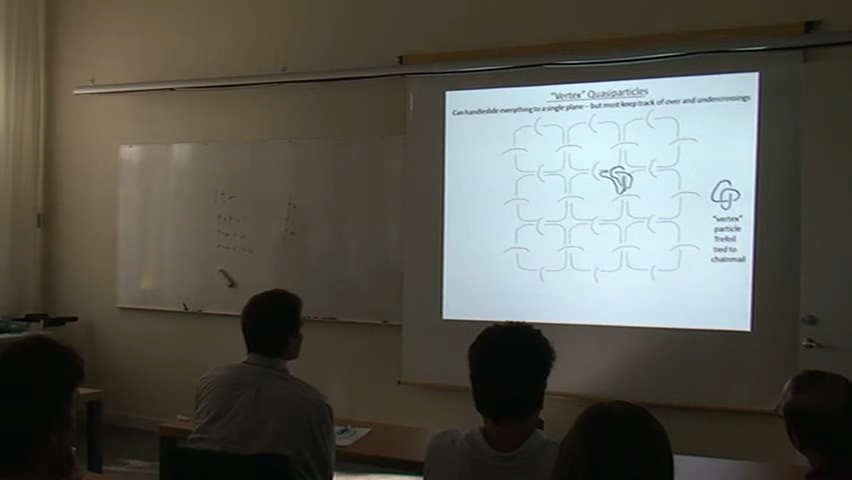 "Vertex" Quasiparticles
Can handleslide everything to a single plane – but must keep track of over and undercrossings
"vertex"
particle
Trefoil
tied to
chainmail